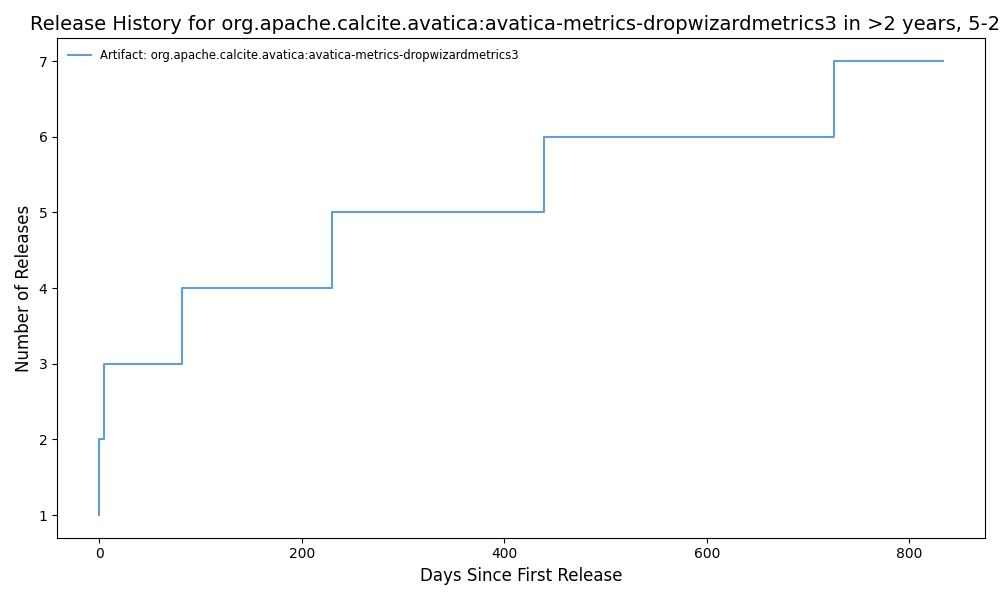 Release History for org.apache.calcite.avatica:avatica-metrics-dropwizardmetrics3 in >2 years, 5-2
Artifact: org.apache.calcite.avatica:avatica-metrics-dropwizardmetrics3
7
6
5
4
3
2
1
Number of Releases
0 200 400 600 800
Days Since First Release